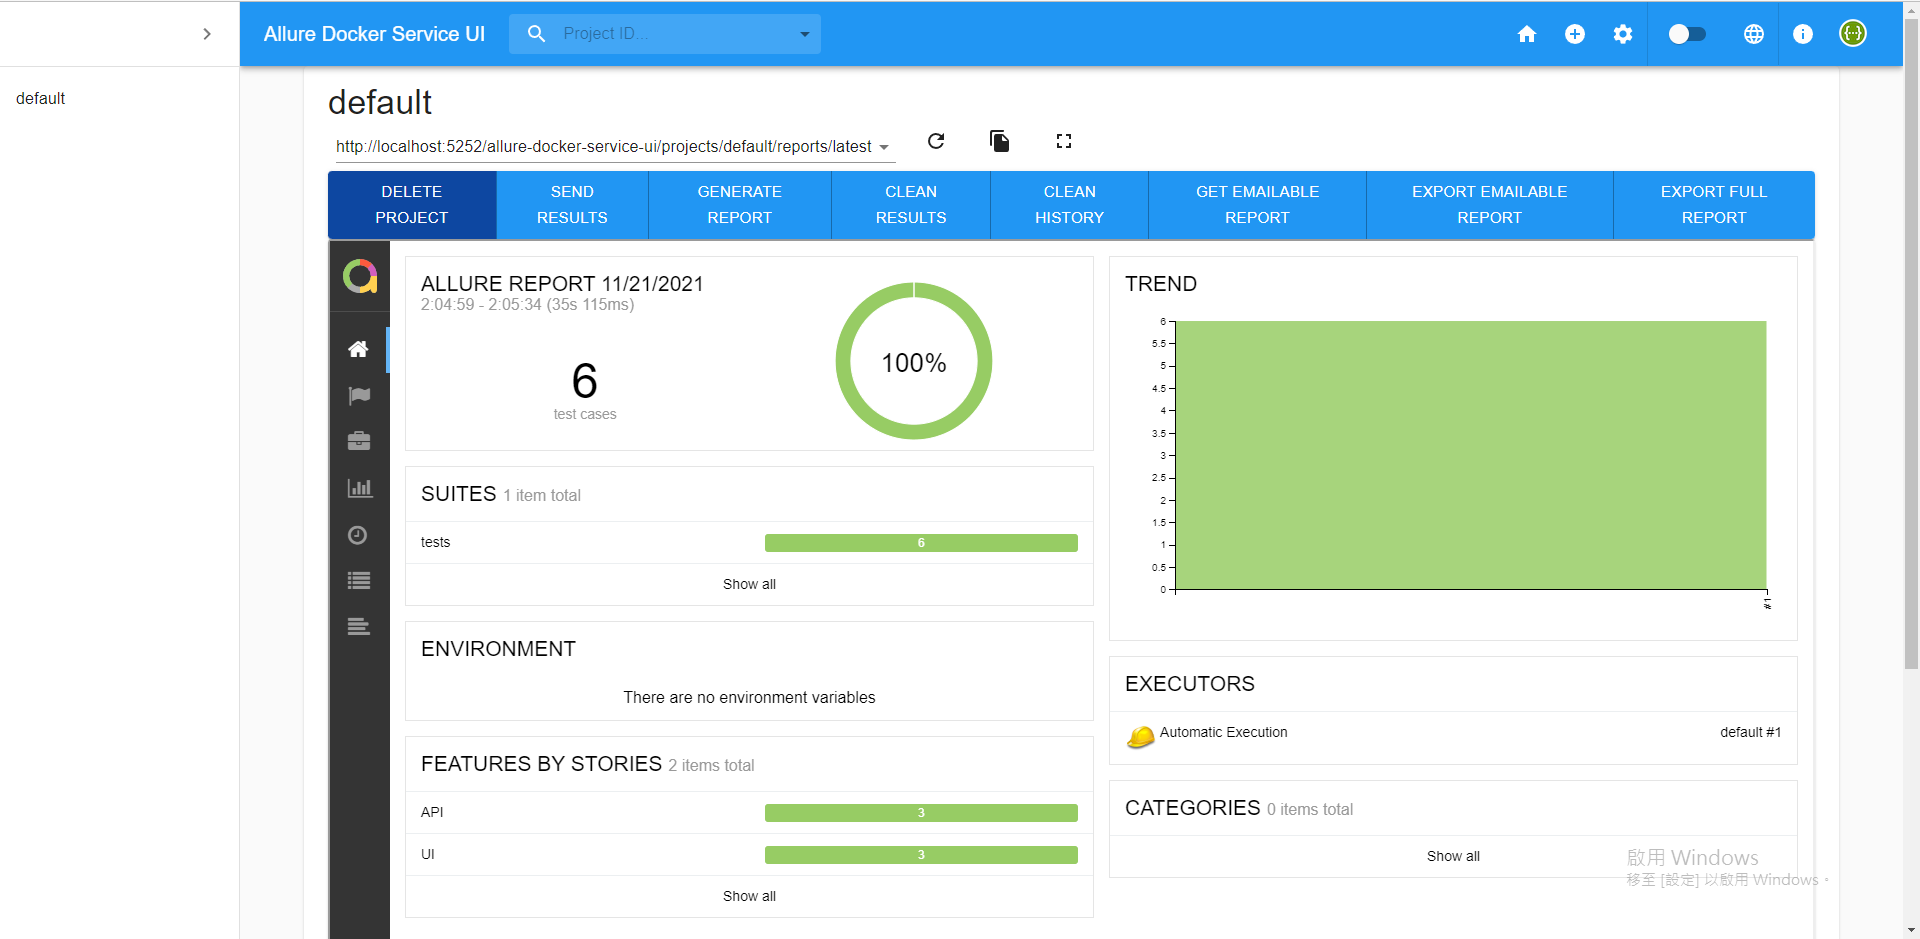 Allure Docker Service UI
Project ID...
default
default
http://localhost:5252/allure-docker-service-ui/projects/default/reports/latest
DELETE
PROJECT
SEND
RESULTS
GENERATE
REPORT
CLEAN
RESULTS
CLEAN
HISTORY
GET EMAILABLE
REPORT
EXPORT EMAILABLE
REPORT
EXPORT FULL
REPORT
ALLURE REPORT 11/21/2021
2:04:59 - 2:05:34 (35s 115ms)
6
test cases
100%
SUITES 1 item total
tests 6
Show all
ENVIRONMENT
There are no environment variables
FEATURES BY STORIES 2 items total
API 3
UI 3
Show all
TREND
6
5.5
5
4.5
4
3.5
3
2.5
2
1.5
1
0.5
0
#1
EXECUTORS
Automatic Execution default #1
CATEGORIES 0 items total
Show all
啟用 Windows
移至 [設定] 以啟用 Windows。